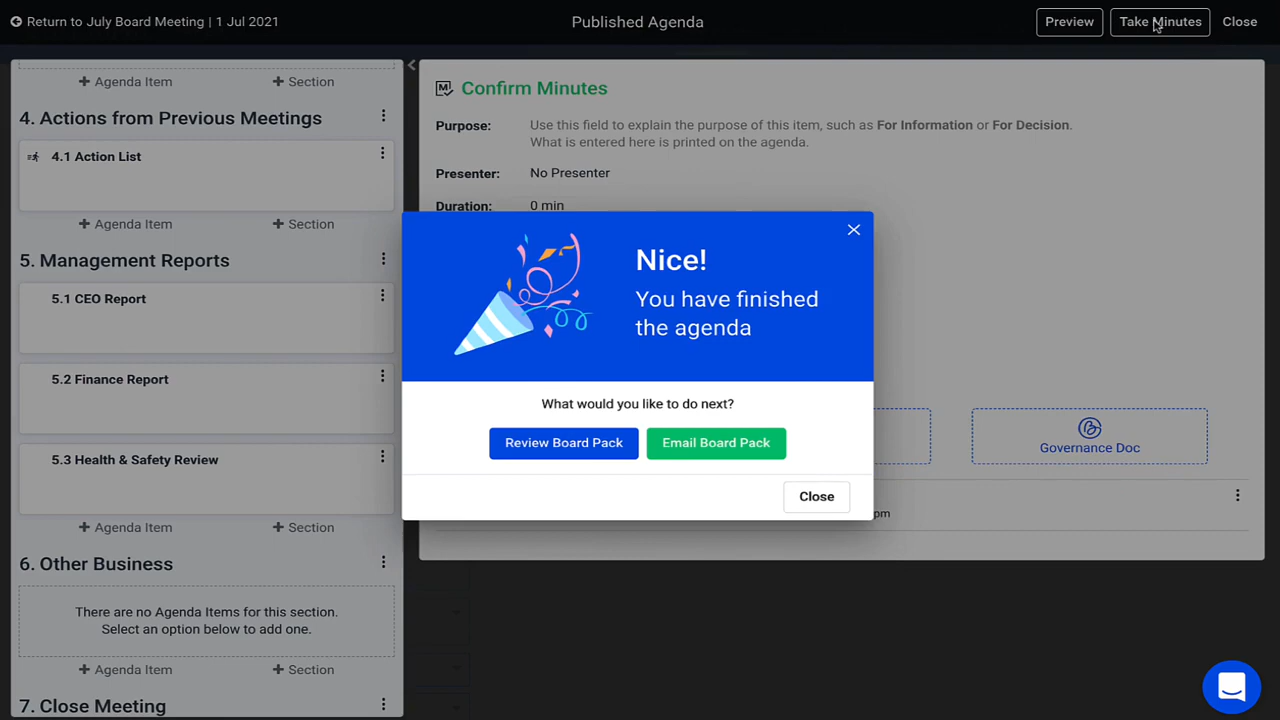 Return to July Board Meeting | 1 Jul 2021
Published Agenda
Preview
Take Minutes
Close
+ Agenda Item
+ Section
4. Actions from Previous Meetings
4.1 Action List
+ Agenda Item
+ Section
5. Management Reports
5.1 CEO Report
5.2 Finance Report
5.3 Health & Safety Review
+ Agenda Item
+ Section
6. Other Business
There are no Agenda Items for this section.
Select an option below to add one.
+ Agenda Item
+ Section
7. Close Meeting
Confirm Minutes
Purpose:
Use this field to explain the purpose of this item, such as For Information or For Decision.
What is entered here is printed on the agenda.
Presenter:
No Presenter
Duration:
0 min
Nice!
You have finished
the agenda
What would you like to do next?
Review Board Pack
Email Board Pack
Close
Governance Doc
pm